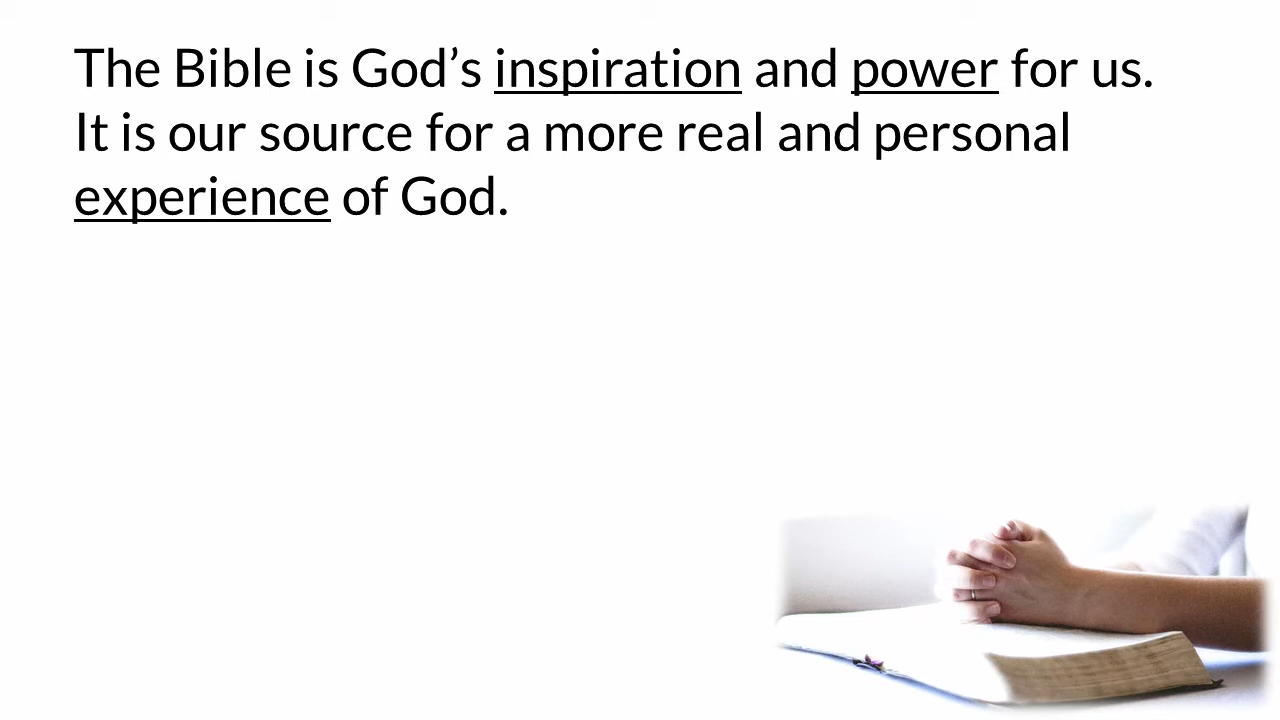 The Bible is God’s inspiration and power for us.
It is our source for a more real and personal
experience of God.